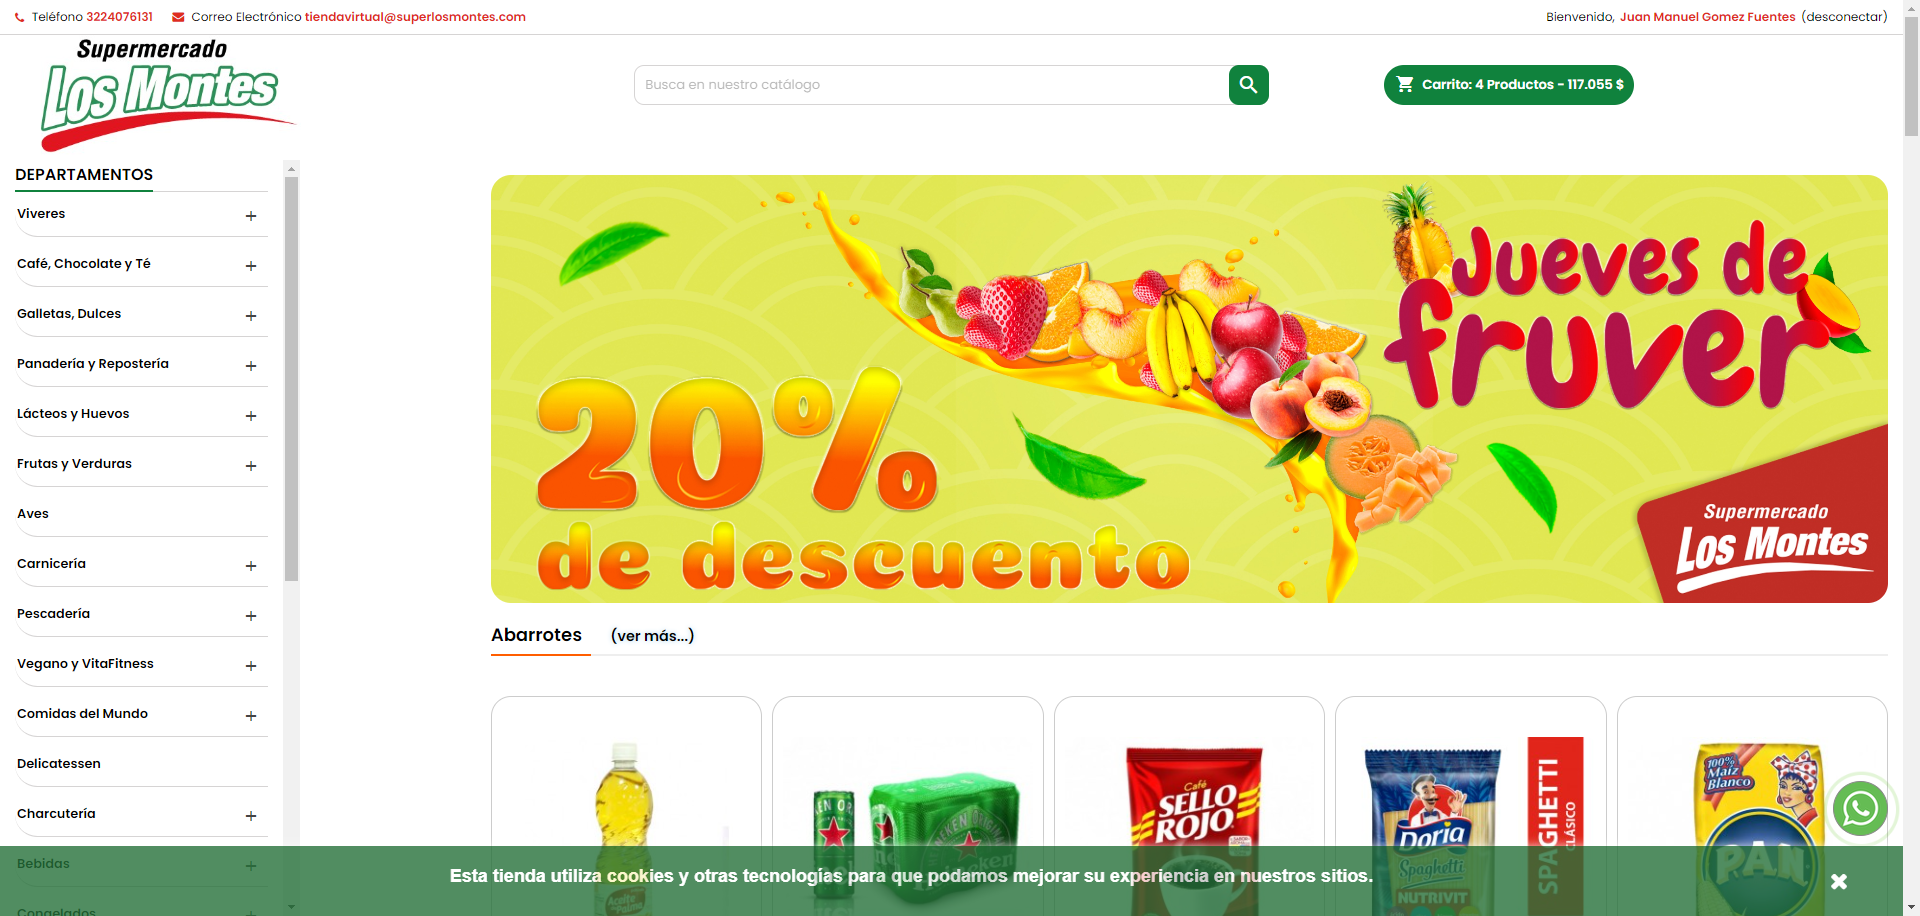 Teléfono 3224076131 Correo Electrónico tiendavirtual@superlosmontes.com
Bienvenido, Juan Manuel Gomez Fuentes (desconectar)
Supermercado
Los Montes
Busca en nuestro catálogo
Carrito: 4 Productos - 117.055 $
DEPARTAMENTOS
Viveres
Café, Chocolate y Té
Galletas, Dulces
Panadería y Repostería
Lácteos y Huevos
Frutas y Verduras
Aves
Carnicería
Pescadería
Vegano y VitaFitness
Comidas del Mundo
Delicatessen
Charcutería
Bebidas
Congelados
Jueves de
fruver
20%
de descuento
Supermercado
Los Montes
Abarrotes (ver más...)
Café
SELLO
ROJO
Doria
Spaghetti
NUTRIVIT
SPAGHETTI
CLÁSICO
100%
Maíz
Blanco
PAN
Esta tienda utiliza cookies y otras tecnologías para que podamos mejorar su experiencia en nuestros sitios.